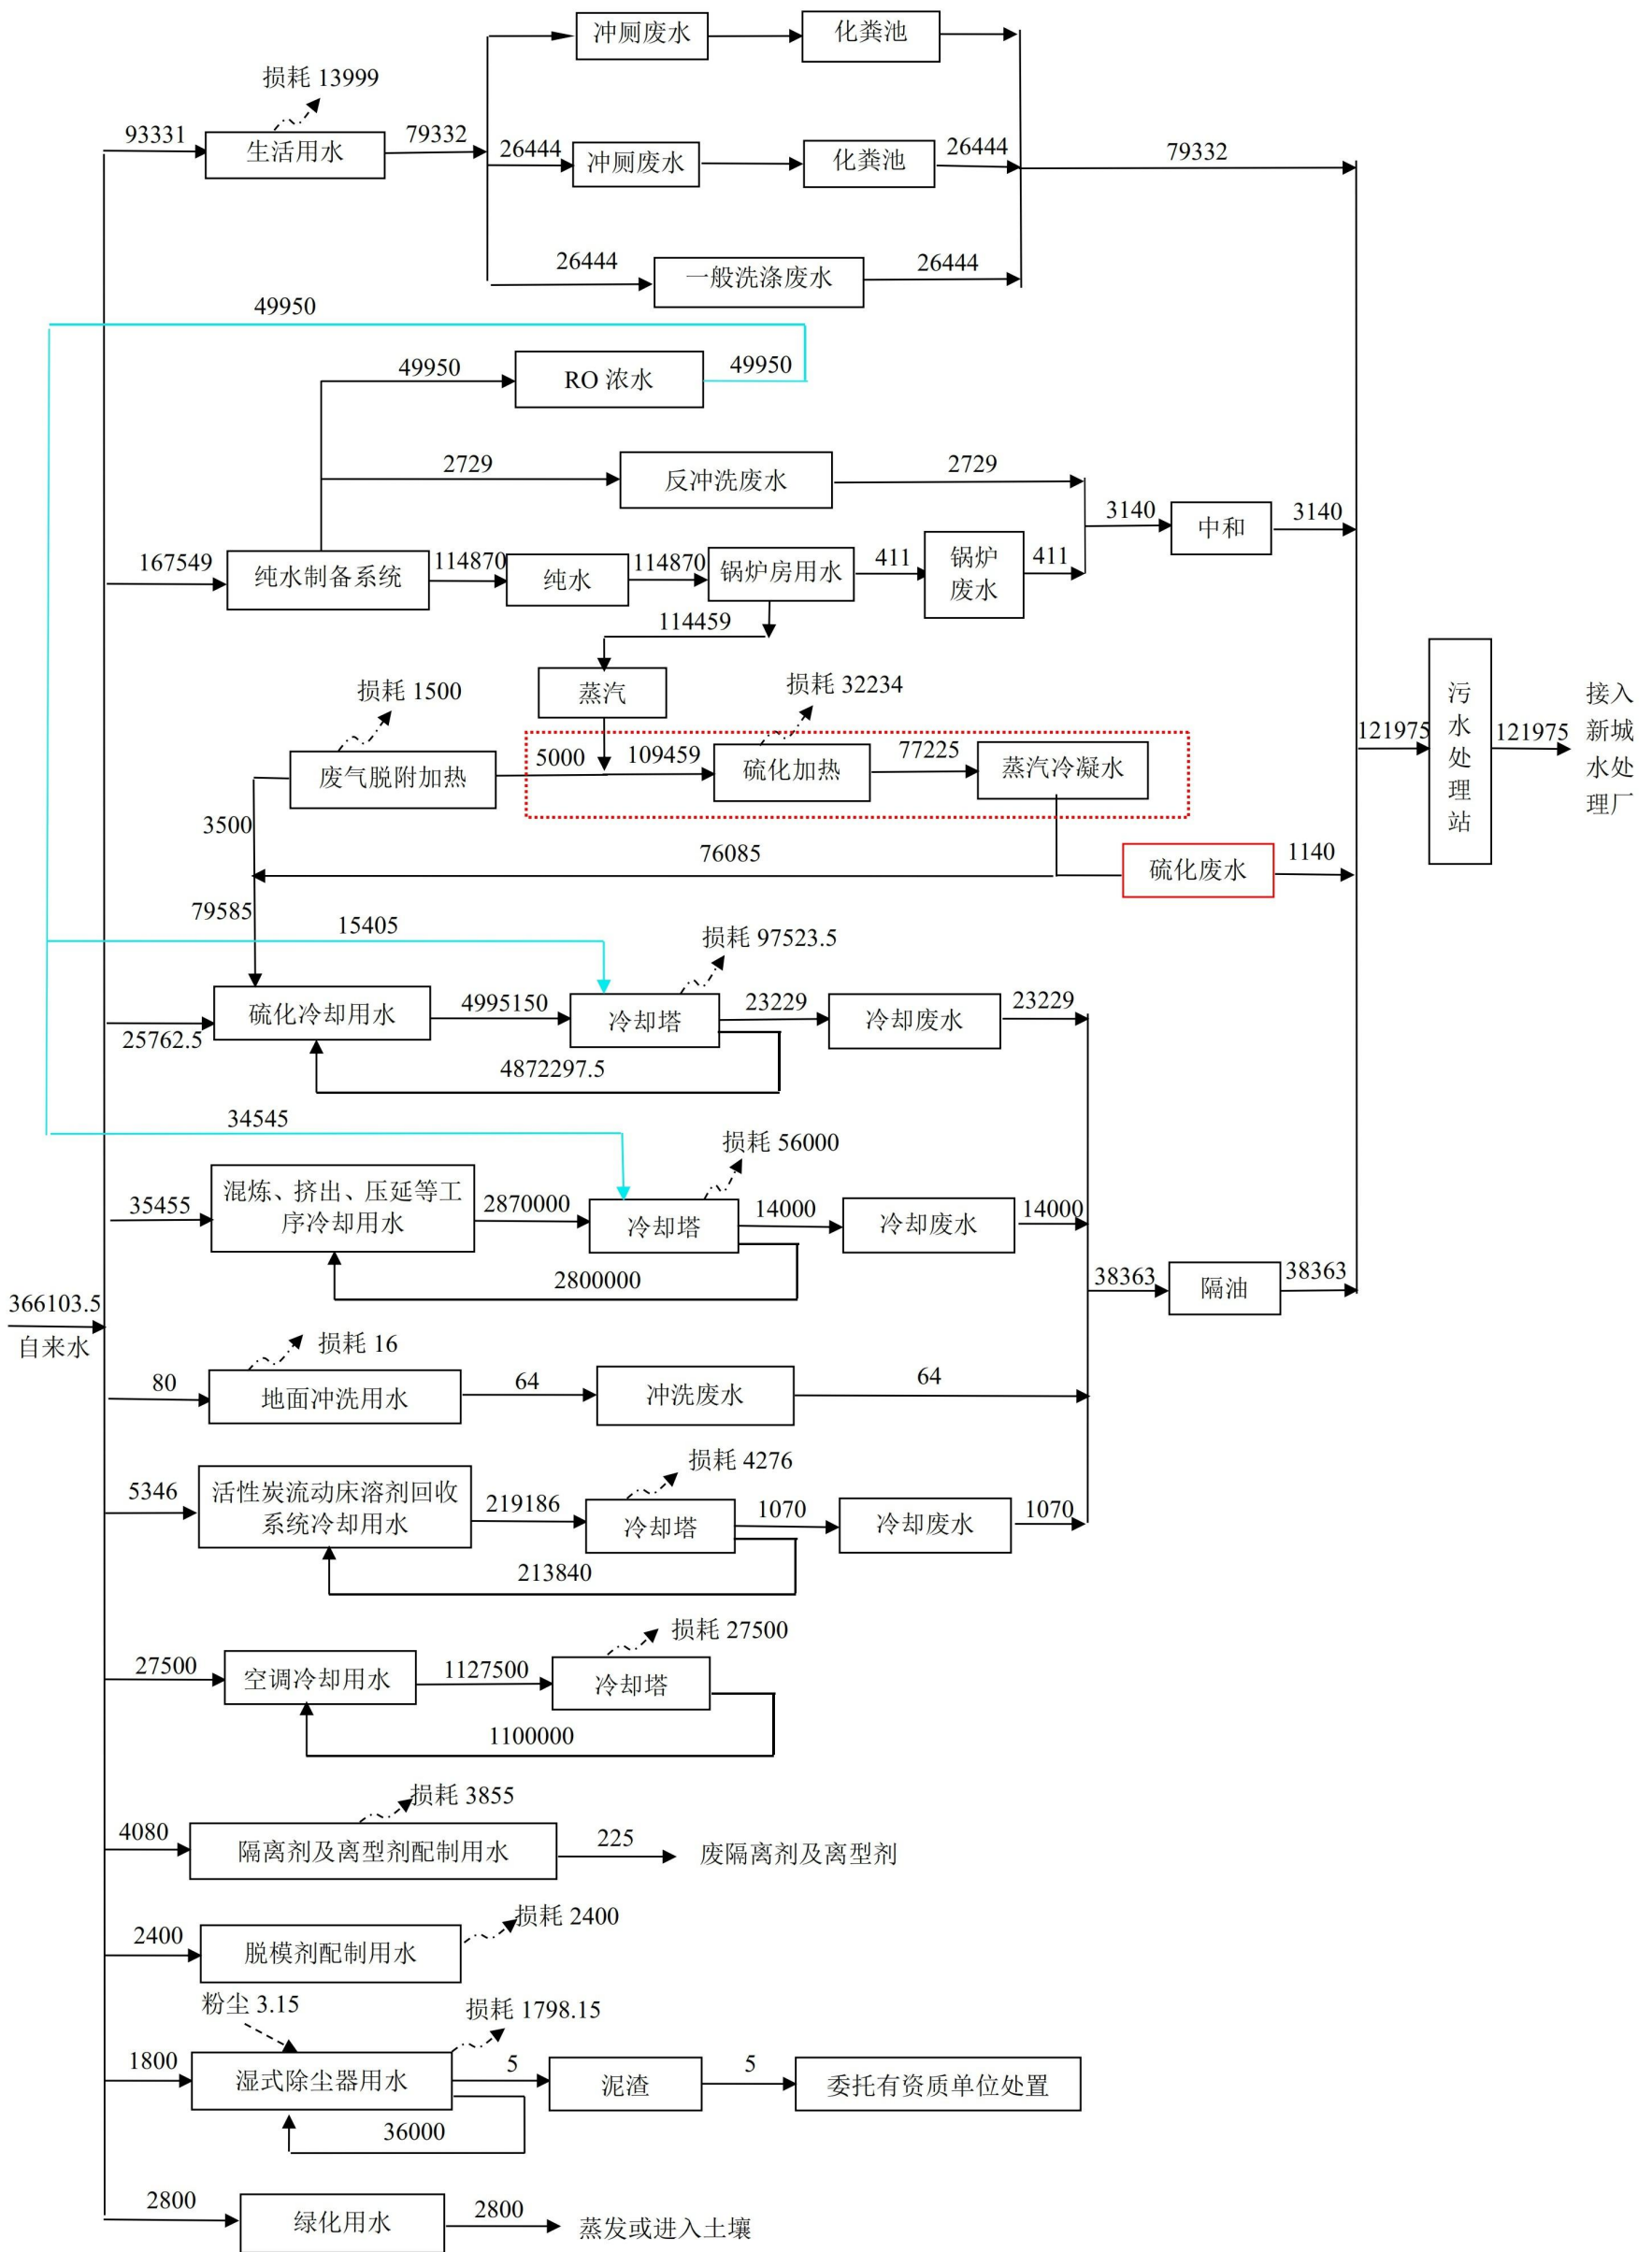 冲厕废水
化粪池
损耗 13999
93331
生活用水
79332
26444
冲厕废水
化粪池
26444
79332
26444
一般洗涤废水
26444
49950
49950
RO 浓水
49950
2729
反冲洗废水
2729
3140
中和
3140
167549
纯水制备系统
114870
纯水
114870
锅炉房用水
411
锅炉
废水
411
114459
蒸汽
损耗 1500
损耗 32234
废气脱附加热
5000
109459
硫化加热
77225
蒸汽冷凝水
3500
76085
硫化废水
1140
121975
污
水
处
理
站
121975
接入
新城
水处
理厂
79585
15405
损耗 97523.5
25762.5
硫化冷却用水
4995150
冷却塔
23229
冷却废水
23229
4872297.5
34545
损耗 56000
35455
混炼、挤出、压延等工
序冷却用水
2870000
冷却塔
14000
冷却废水
14000
2800000
38363
隔油
38363
366103.5
自来水
损耗 16
80
地面冲洗用水
64
冲洗废水
64
损耗 4276
5346
活性炭流动床溶剂回收
系统冷却用水
219186
冷却塔
1070
冷却废水
1070
213840
损耗 27500
27500
空调冷却用水
1127500
冷却塔
1100000
损耗 3855
4080
隔离剂及离型剂配制用水
225
废隔离剂及离型剂
损耗 2400
2400
脱模剂配制用水
粉尘 3.15
损耗 1798.15
1800
湿式除尘器用水
5
泥渣
5
委托有资质单位处置
36000
2800
绿化用水
2800
蒸发或进入土壤